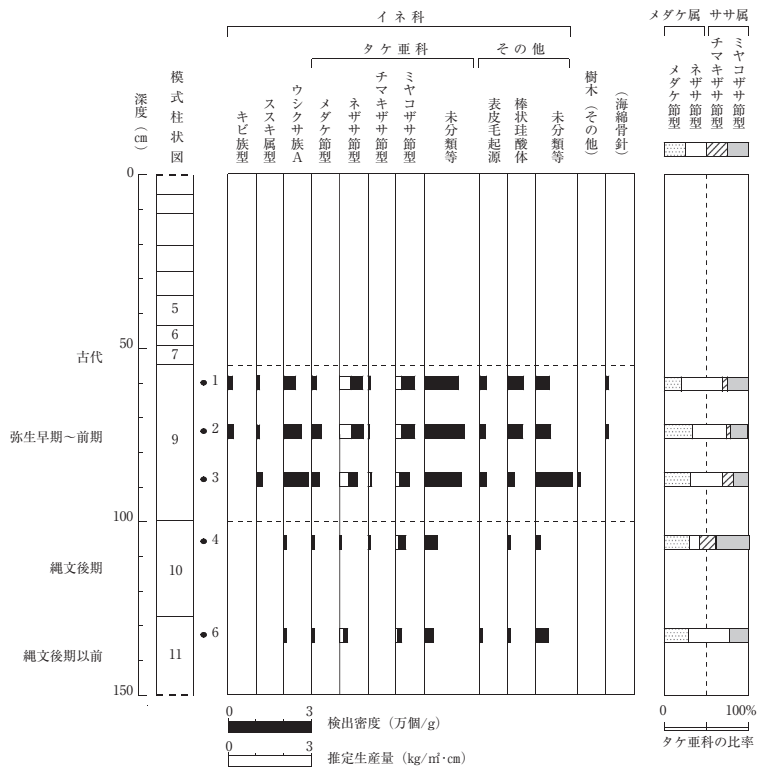 イネ科
メダケ属 ササ属
タケ亜科 その他
深度（㎝）
模式柱状図
キビ族型
ススキ属型
ウシクサ族A
メダケ節型
ネザサ節型
チマキザサ節型
ミヤコザサ節型
未分類等
表皮毛起源
棒状珪酸体
未分類等
樹木（その他）
（海綿骨針）
メダケ節型
ネザサ節型
チマキザサ節型
ミヤコザサ節型
0
5
6
50
7
古代
1
弥生早期～前期
9
2
3
100
4
縄文後期
10
6
縄文後期以前
11
150
0 3
検出密度（万個/g）
0 3
推定生産量（kg/㎡･cm）
0 100%
タケ亜科の比率